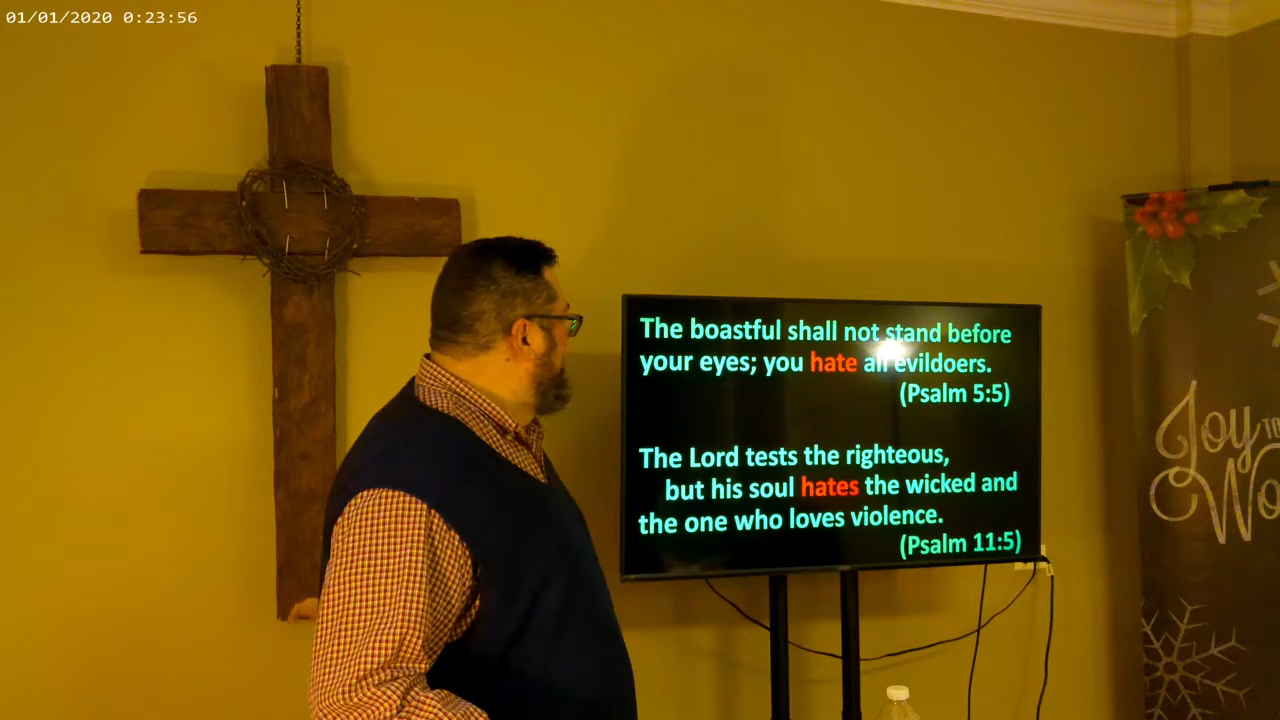 01/01/2020 0:23:56
The boastful shall not stand before
your eyes; you hate all evildoers.
(Psalm 5:5)
The Lord tests the righteous,
but his soul hates the wicked and
the one who loves violence.
(Psalm 11:5)
Joy